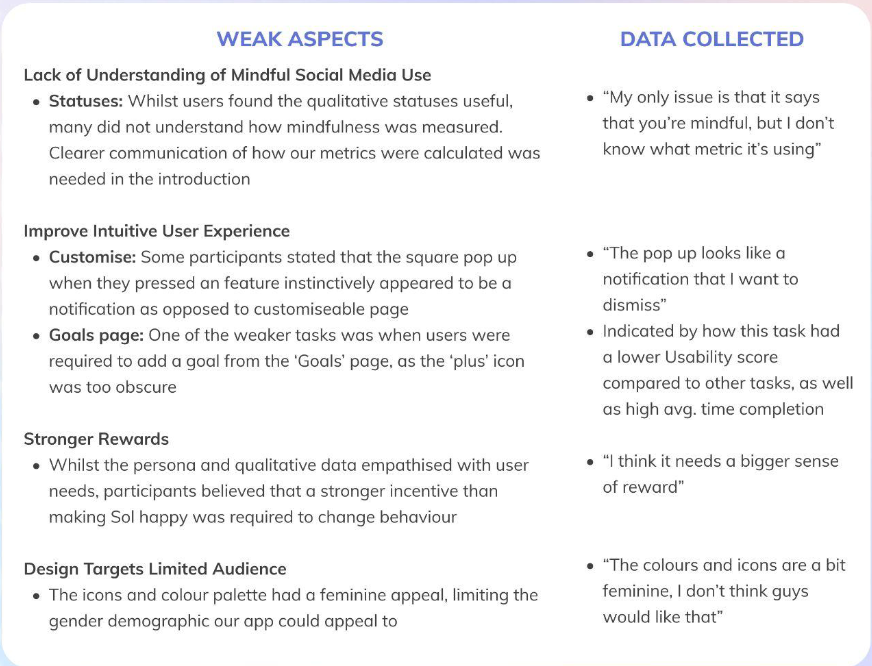 WEAK ASPECTS
Lack of Understanding of Mindful Social Media Use
• Statuses: Whilst users found the qualitative statuses useful,
many did not understand how mindfulness was measured.
Clearer communication of how our metrics were calculated was
needed in the introduction
Improve Intuitive User Experience
• Customise: Some participants stated that the square pop up
when they pressed an feature instinctively appeared to be a
notification as opposed to customiseable page
• Goals page: One of the weaker tasks was when users were
required to add a goal from the ‘Goals’ page, as the ‘plus’ icon
was too obscure
Stronger Rewards
• Whilst the persona and qualitative data empathised with user
needs, participants believed that a stronger incentive than
making Sol happy was required to change behaviour
Design Targets Limited Audience
• The icons and colour palette had a feminine appeal, limiting the
gender demographic our app could appeal to
DATA COLLECTED
• “My only issue is that it says
that you’re mindful, but I don’t
know what metric it’s using”
• “The pop up looks like a
notification that I want to
dismiss”
• Indicated by how this task had
a lower Usability score
compared to other tasks, as well
as high avg. time completion
• “I think it needs a bigger sense
of reward”
• “The colours and icons are a bit
feminine, I don’t think guys
would like that”